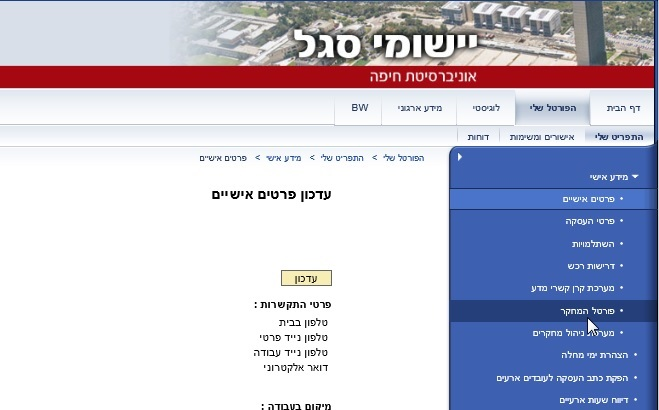 יישומי סגל
אוניברסיטת חיפה
דף הבית
הפורטל שלי
לוגיסטי
מידע ארגוני
BW
התפריט שלי
אישורים ומשימות
דוחות
הפורטל שלי > התפריט שלי > מידע אישי > פרטים אישיים
מידע אישי
פרטים אישיים
פרטי העסקה
השתלמויות
דרישות רכש
מערכת קרן קשרי מדע
פורטל המחקר
מערכת ניהול מחקרים
הצהרת ימי מחלה
הפקת כתב העסקה לעובדים ארעים
דיווח שעות ארעיים
עדכון פרטים אישיים
עדכון
פרטי התקשרות :
טלפון בבית
טלפון נייד פרטי
טלפון נייד עבודה
דואר אלקטרוני
מיקום בעבודה :